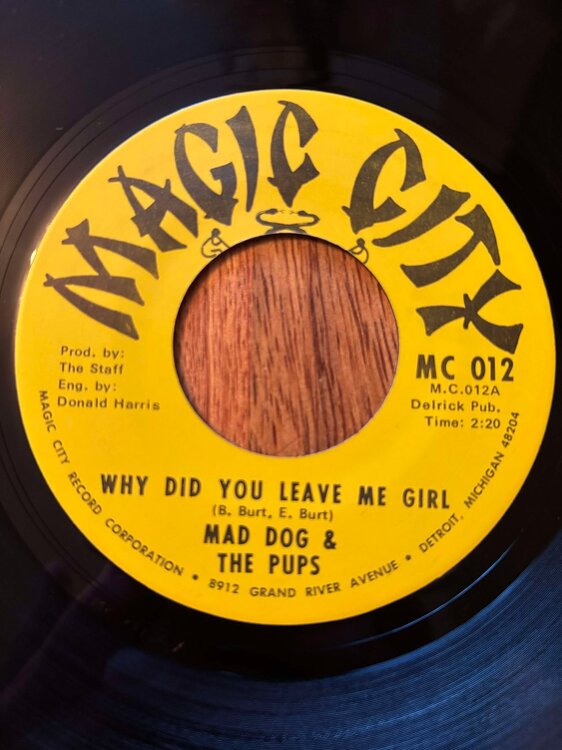 MAGIC CITY
Prod. by:
The Staff
Eng. by:
Donald Harris
MC 012
M.C.012A
Delrick Pub.
Time: 2:20
WHY DID YOU LEAVE ME GIRL
(B. Burt, E. Burt)
MAD DOG &
THE PUPS
MAGIC CITY RECORD CORPORATION • 8912 GRAND RIVER AVENUE • DETROIT, MICHIGAN 48204